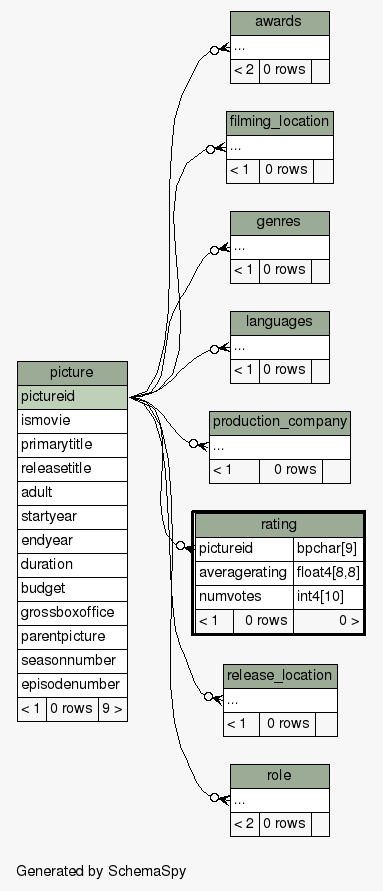 awards
...
< 2 0 rows
filming_location
...
< 1 0 rows
genres
...
< 1 0 rows
languages
...
< 1 0 rows
picture
pictureid
ismovie
primarytitle
releasetitle
adult
startyear
endyear
duration
budget
grossboxoffice
parentpicture
seasonnumber
episodenumber
< 1 0 rows 9 >
production_company
...
< 1 0 rows
rating
pictureid bpchar[9]
averagerating float4[8,8]
numvotes int4[10]
< 1 0 rows 0 >
release_location
...
< 1 0 rows
role
...
< 2 0 rows
Generated by SchemaSpy